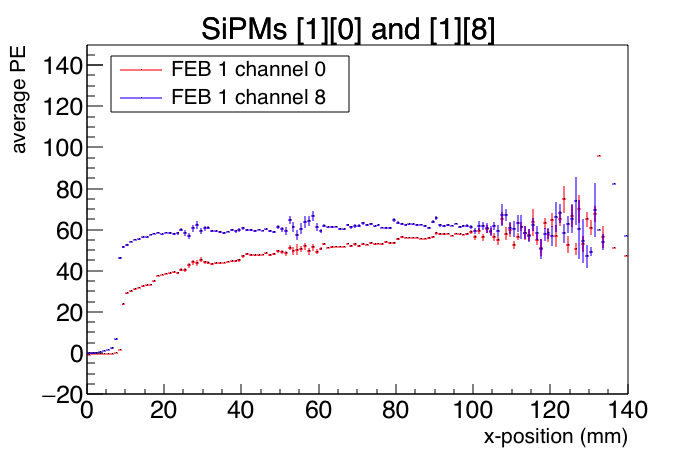 SiPMs [1][0] and [1][8]
average PE
FEB 1 channel 0
FEB 1 channel 8
140
120
100
80
60
40
20
0
−20
0 20 40 60 80 100 120 140
x-position (mm)